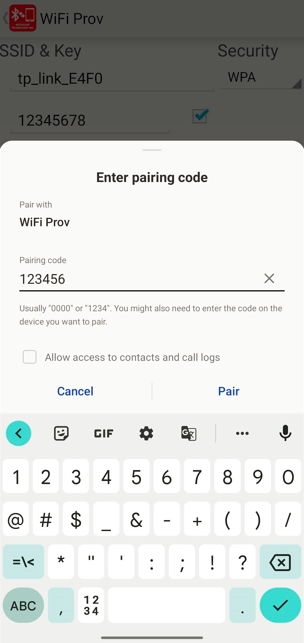 WiFi Prov
SSID & Key Security
tp_link_E4F0 WPA
12345678
Enter pairing code
Pair with
WiFi Prov
Pairing code
123456
Usually "0000" or "1234". You might also need to enter the code on the
device you want to pair.
Allow access to contacts and call logs
Cancel Pair
GIF
1 2 3 4 5 6 7 8 9 0
@ # $ _ & - + ( ) /
=\< * " ' : ; ! ?
ABC , 12 .
34